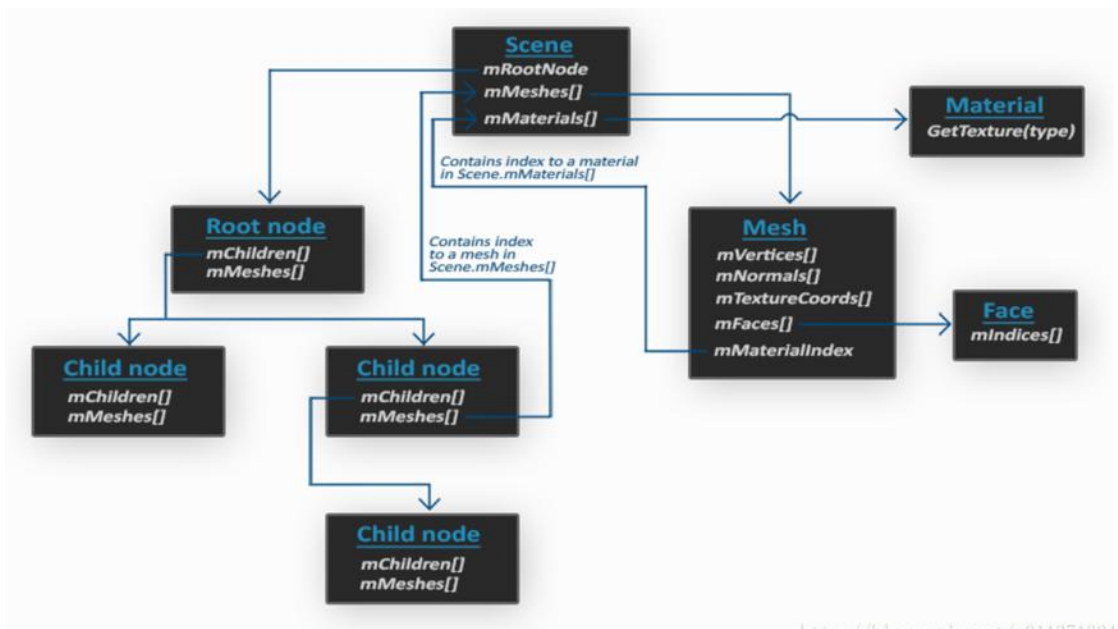 Scene
mRootNode
mMeshes[]
mMaterials[]
Material
GetTexture(type)
Contains index to a material
in Scene.mMaterials[]
Root node
mChildren[]
mMeshes[]
Contains index
to a mesh in
Scene.mMeshes[]
Mesh
mVertices[]
mNormals[]
mTextureCoords[]
mFaces[]
mMaterialIndex
Face
mIndices[]
Child node
mChildren[]
mMeshes[]
Child node
mChildren[]
mMeshes[]
Child node
mChildren[]
mMeshes[]